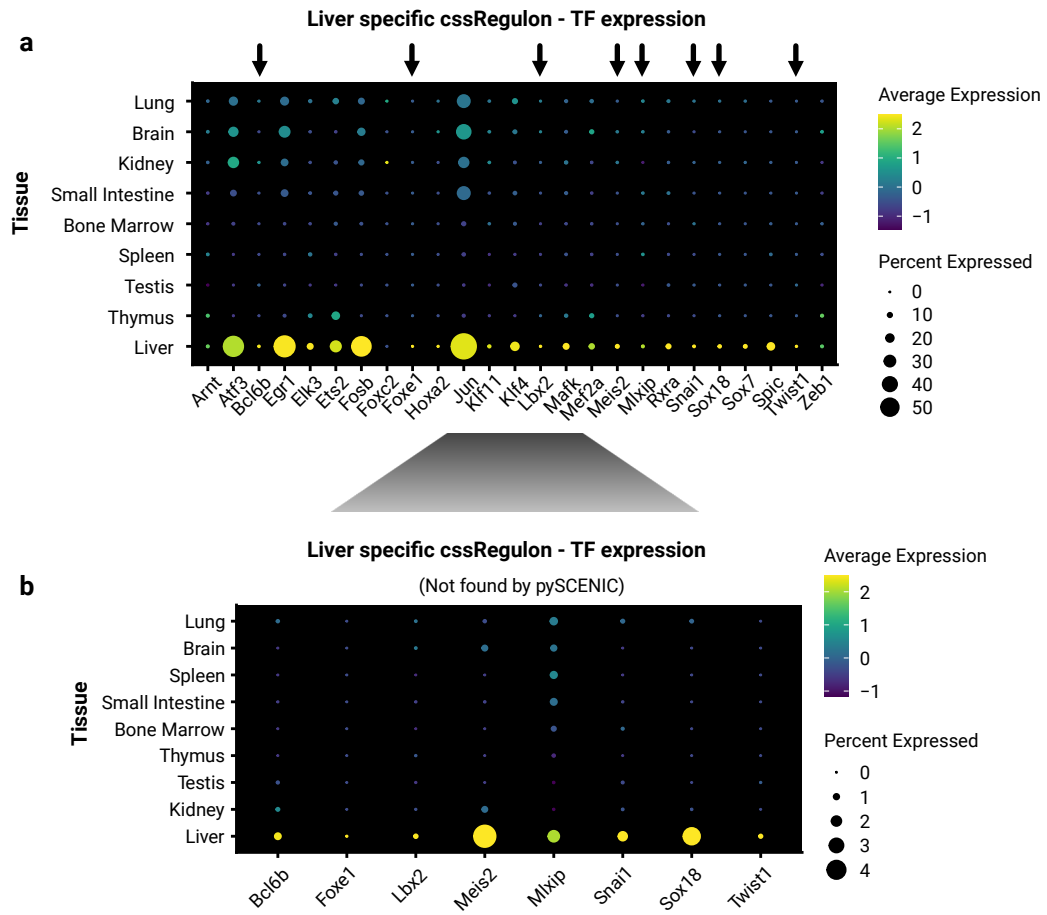 Liver specific cssRegulon - TF expression
a
Lung
Brain
Kidney
Small Intestine
Bone Marrow
Spleen
Testis
Thymus
Liver
Tissue
Arnt
Atf3
Bcl6b
Egr1
Elk3
Ets2
Fosb
Foxc2
Foxe1
Hoxa2
Jun
Klf11
Klf4
Lbx2
Mafk
Mef2a
Meis2
Mlxip
Rxra
Snai1
Sox18
Sox7
Spic
Twist1
Zeb1
Average Expression
2
1
0
−1
Percent Expressed
0
10
20
30
40
50
Liver specific cssRegulon - TF expression
b
(Not found by pySCENIC)
Lung
Brain
Spleen
Small Intestine
Bone Marrow
Thymus
Testis
Kidney
Liver
Tissue
Bcl6b
Foxe1
Lbx2
Meis2
Mlxip
Snai1
Sox18
Twist1
Average Expression
2
1
0
−1
Percent Expressed
0
1
2
3
4